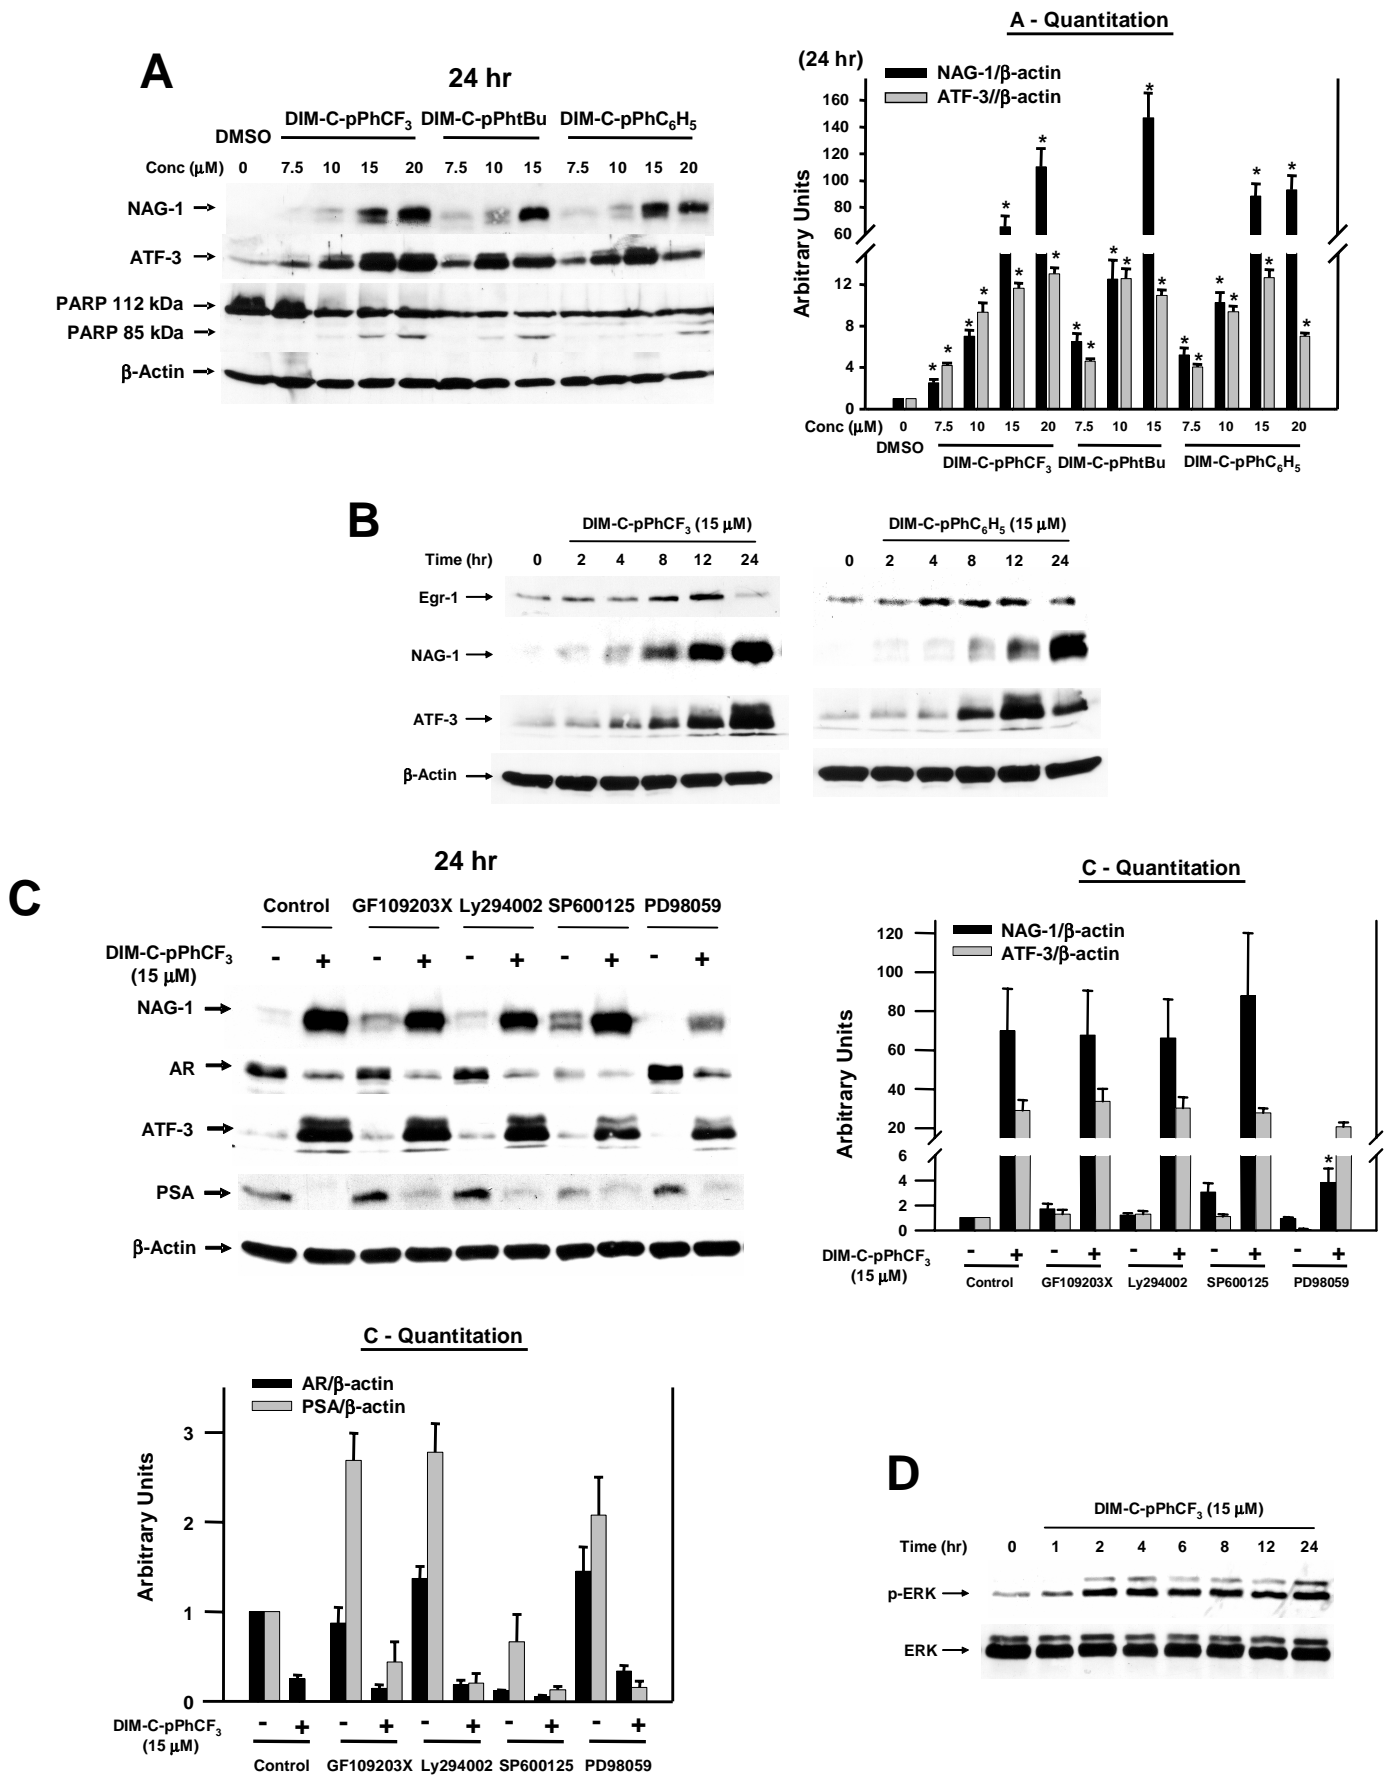 A
24 hr
DMSO DIM-C-pPhCF3 DIM-C-pPhtBu DIM-C-pPhC6H5
Conc (μM) 0 7.5 10 15 20 7.5 10 15 7.5 10 15 20
NAG-1
ATF-3
PARP 112 kDa
PARP 85 kDa
β-Actin
A - Quantitation
(24 hr)
NAG-1/β-actin
ATF-3//β-actin
Arbitrary Units
160
140
120
100
80
60
12
8
4
0
* * * * * * * * * * * * * * * * * * * * * *
Conc (μM) 0 7.5 10 15 20 7.5 10 15 7.5 10 15 20
DMSO DIM-C-pPhCF3 DIM-C-pPhtBu DIM-C-pPhC6H5
B
DIM-C-pPhCF3 (15 μM) DIM-C-pPhC6H5 (15 μM)
Time (hr) 0 2 4 8 12 24 0 2 4 8 12 24
Egr-1
NAG-1
ATF-3
β-Actin
C
24 hr
Control GF109203X Ly294002 SP600125 PD98059
DIM-C-pPhCF3 - + - + - + - + - +
(15 μM)
NAG-1
AR
ATF-3
PSA
β-Actin
C - Quantitation
NAG-1/β-actin
ATF-3/β-actin
Arbitrary Units
120
100
80
60
40
20
6
4
2
0
*
DIM-C-pPhCF3 - + - + - + - + - +
(15 μM)
Control GF109203X Ly294002 SP600125 PD98059
C - Quantitation
AR/β-actin
PSA/β-actin
Arbitrary Units
3
2
1
0
DIM-C-pPhCF3 - + - + - + - + - +
(15 μM)
Control GF109203X Ly294002 SP600125 PD98059
D
DIM-C-pPhCF3 (15 μM)
Time (hr) 0 1 2 4 6 8 12 24
p-ERK
ERK